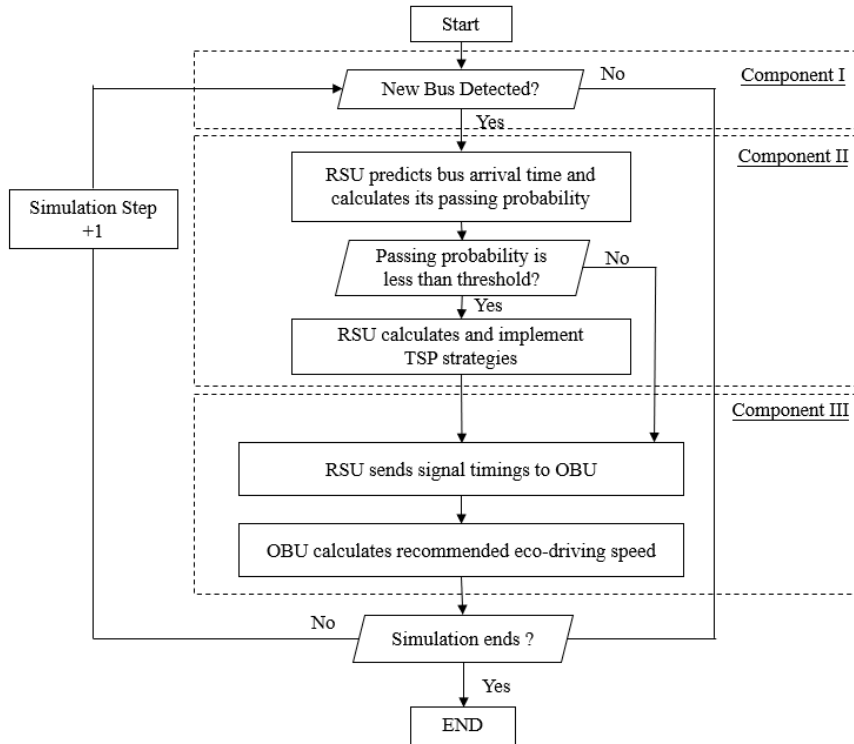 Start
New Bus Detected?
No
Component I
Yes
Component II
RSU predicts bus arrival time and
calculates its passing probability
Simulation Step
+1
Passing probability is
less than threshold?
No
Yes
RSU calculates and implement
TSP strategies
Component III
RSU sends signal timings to OBU
OBU calculates recommended eco-driving speed
No
Simulation ends ?
Yes
END